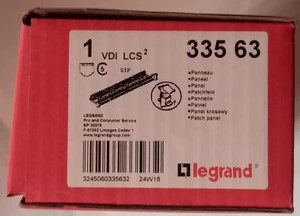 1 VDI LCS² 335 63
6 STP
•Panneau
•Paneel
•Panel
•Patchfeld
•Panello
•Painel
•Panel krosowy
•Patch panel
LEGRAND
Pro and Consumer Service
BP 30076
F-87002 Limoges Cedex 1
www.legrandgroup.com
legrand®
3245060335632 24W18